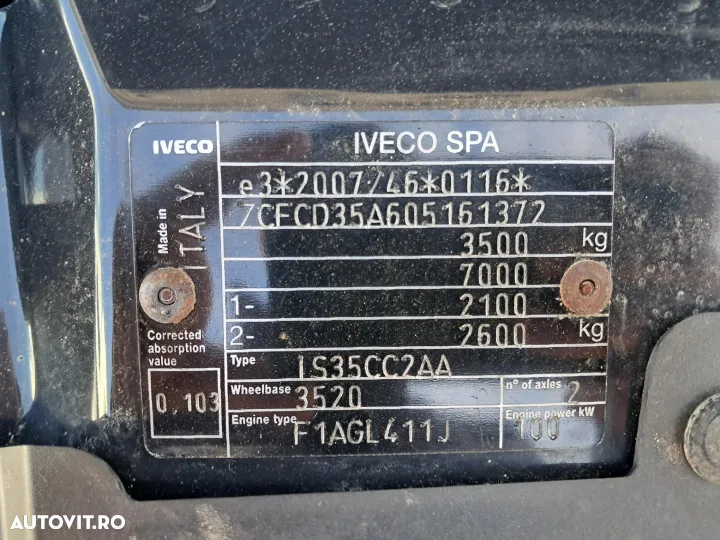 IVECO
IVECO SPA
Made in
ITALY
e3*2007/46*0116*
ZCFCD35A605161372
3500 kg
7000
1- 2100
2- 2600 kg
Corrected
absorption
value
0,103
Type IS35CC2AA
Wheelbase 3520
n° of axles 2
Engine type F1AGL411J
Engine power kW 100
AUTOVIT.RO